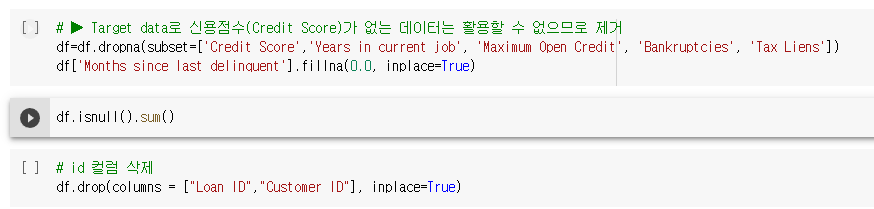 [ ] # ▶ Target data로 신용점수(Credit Score)가 없는 데이터는 활용할 수 없으므로 제거
df=df.dropna(subset=['Credit Score','Years in current job', 'Maximum Open Credit', 'Bankruptcies', 'Tax Liens'])
df['Months since last delinquent'].fillna(0.0, inplace=True)
df.isnull().sum()
[ ] # id 컬럼 삭제
df.drop(columns = ["Loan ID","Customer ID"], inplace=True)